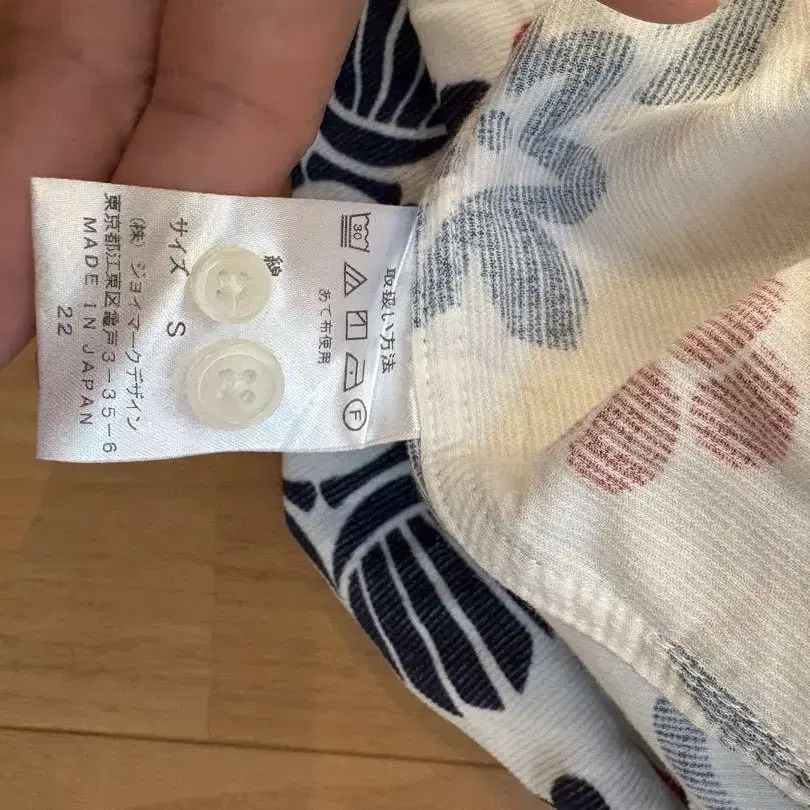 取扱い方法
30
F
あて布使用
綿
サイズ S
(株) ジョイマークデザイン
東京都江東区亀戸3-35-6
MADE IN JAPAN
22